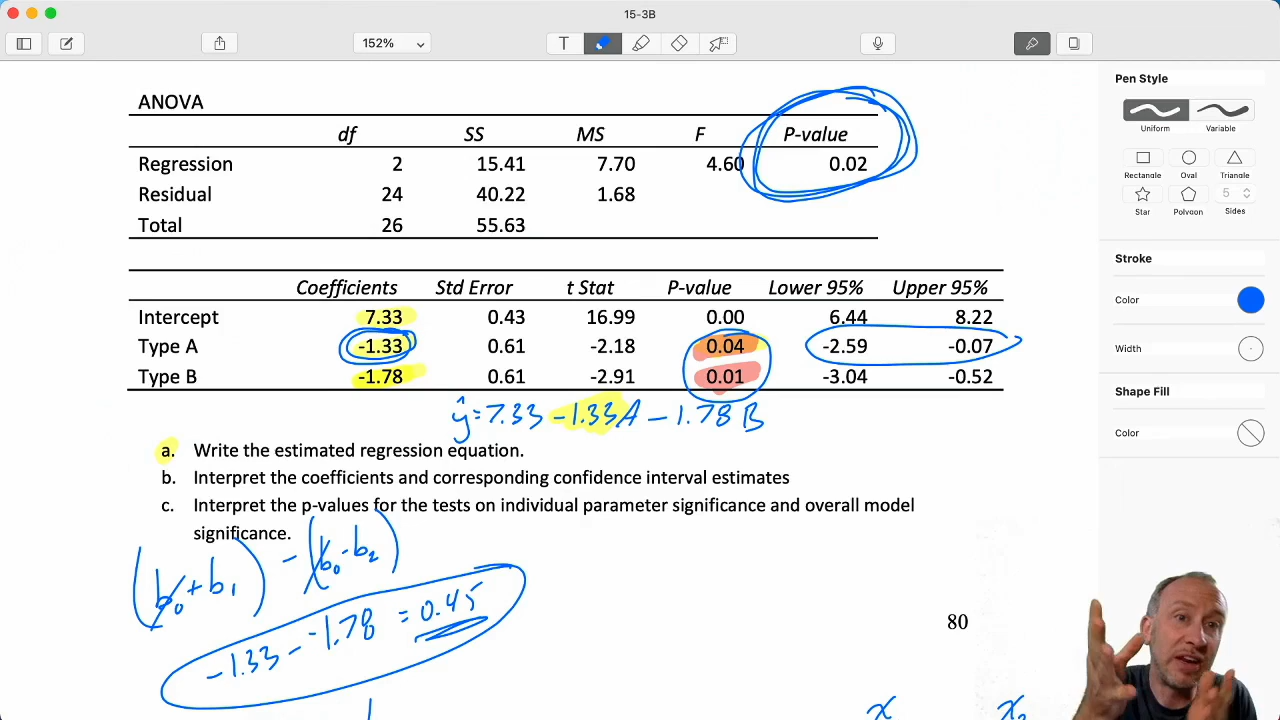 15-3B
152%
T
Pen Style
Uniform Variable
Rectangle Oval Triangle
Star Polygon Sides
5
Stroke
Color
Width
Shape Fill
Color
ANOVA
df SS MS F P-value
Regression 2 15.41 7.70 4.60 0.02
Residual 24 40.22 1.68
Total 26 55.63
Coefficients Std Error t Stat P-value Lower 95% Upper 95%
Intercept 7.33 0.43 16.99 0.00 6.44 8.22
Type A -1.33 0.61 -2.18 0.04 -2.59 -0.07
Type B -1.78 0.61 -2.91 0.01 -3.04 -0.52
ŷ=7.33 -1.33A - 1.78 B
a. Write the estimated regression equation.
b. Interpret the coefficients and corresponding confidence interval estimates
c. Interpret the p-values for the tests on individual parameter significance and overall model
significance.
(b₀+b₁) - (b₀-b₂)
-1.33 - -1.78 = 0.45
80
x x₂